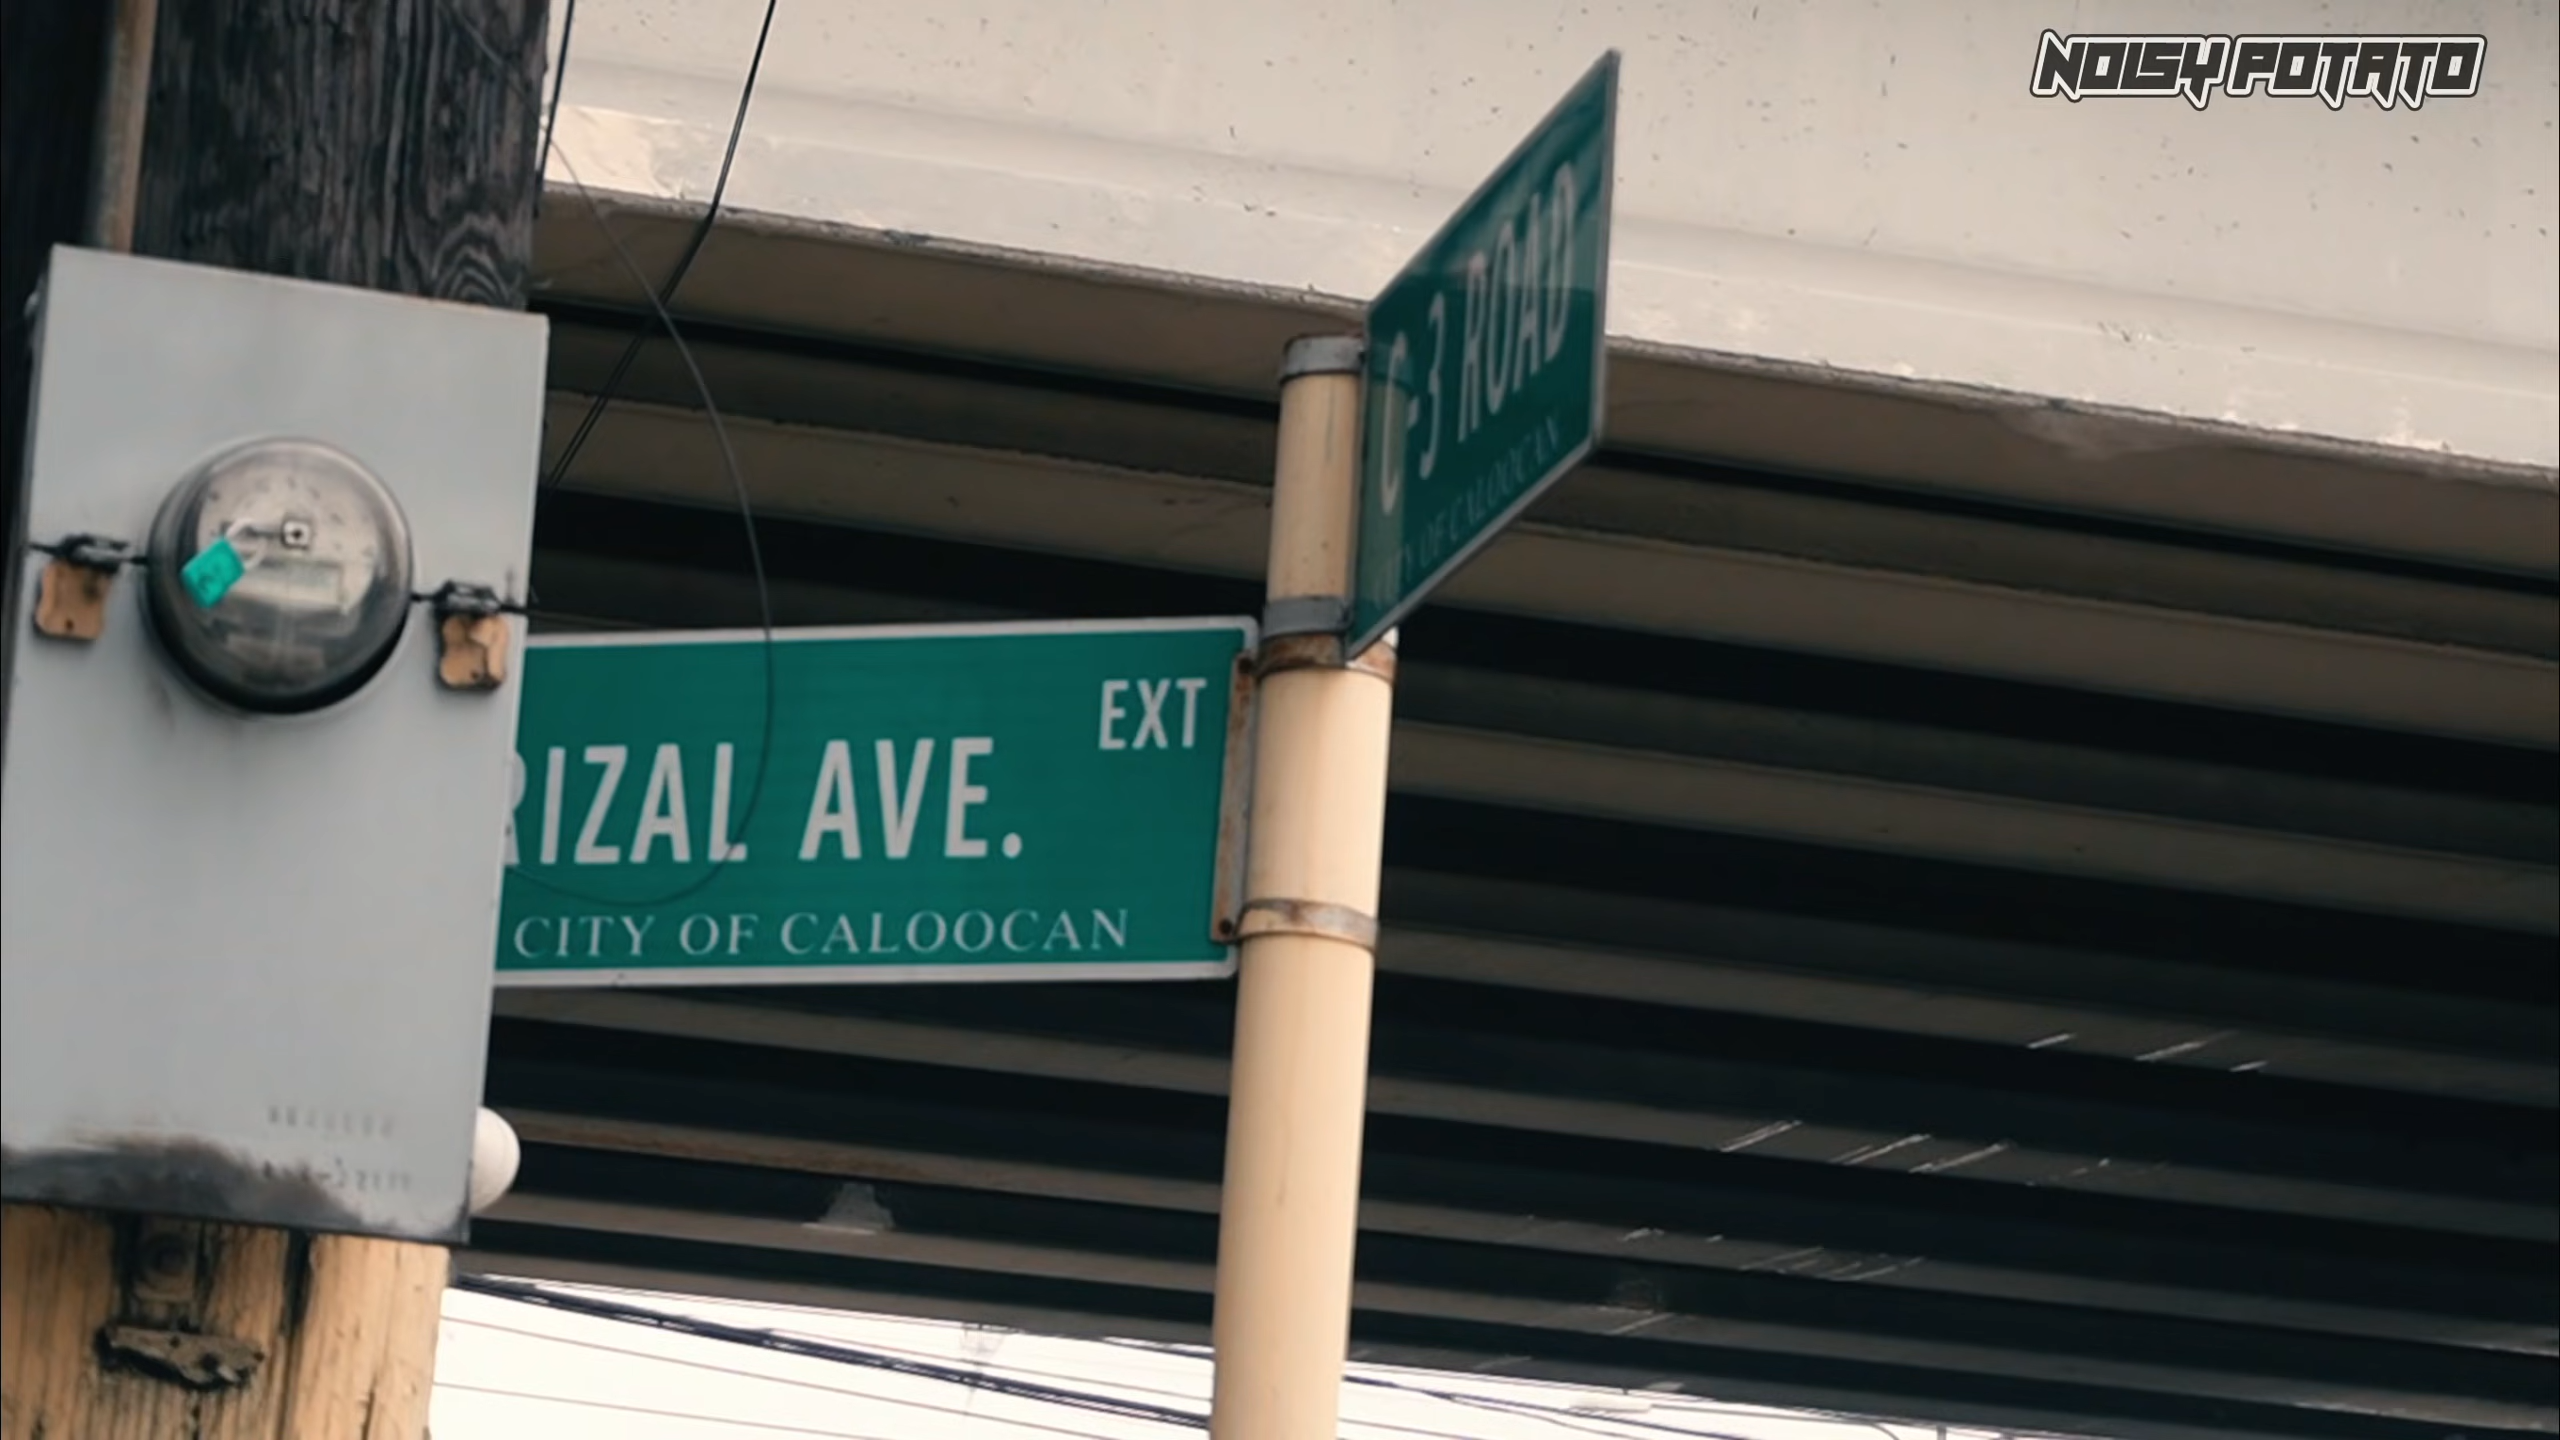 NOISY POTATO
C-3 ROAD
CITY OF CALOOCAN
RIZAL AVE.
EXT
CITY OF CALOOCAN